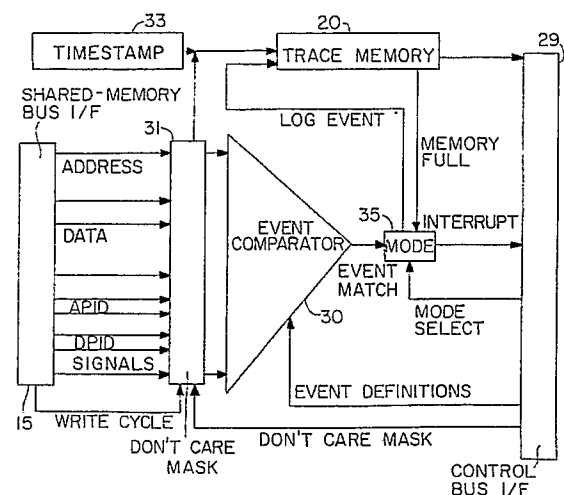 33
20
29
TIMESTAMP
TRACE MEMORY
SHARED-MEMORY
BUS I/F
31
LOG EVENT
MEMORY
FULL
ADDRESS
35
INTERRUPT
DATA
EVENT
COMPARATOR
MODE
EVENT
MATCH
30
MODE
SELECT
APID
DPID
SIGNALS
EVENT DEFINITIONS
15
WRITE CYCLE
DON'T CARE
MASK
DON'T CARE MASK
CONTROL
BUS I/F